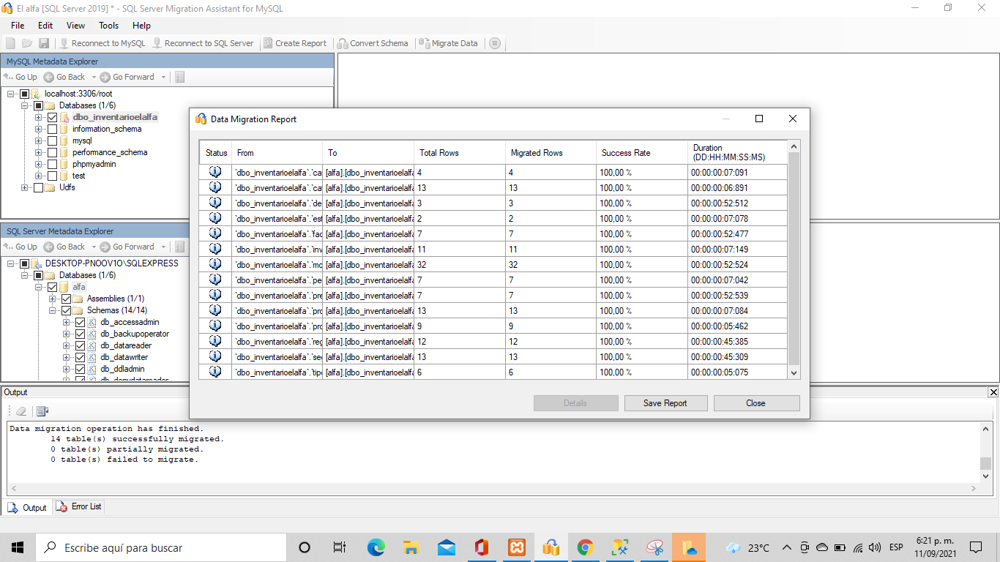 El alfa [SQL Server 2019] * - SQL Server Migration Assistant for MySQL
File Edit View Tools Help
Reconnect to MySQL Reconnect to SQL Server Create Report Convert Schema Migrate Data
MySQL Metadata Explorer
Go Up Go Back Go Forward
localhost:3306/root
Databases (1/6)
dbo_inventarioelalfa
information_schema
mysql
performance_schema
phpmyadmin
test
Udfs
SQL Server Metadata Explorer
Go Up Go Back Go Forward
DESKTOP-PNOOV1O\SQLEXPRESS
Databases (1/6)
alfa
Assemblies (1/1)
Schemas (14/14)
db_accessadmin
db_backupoperator
db_datareader
db_datawriter
db_ddladmin
db_denydatareader
Data Migration Report
Status From To Total Rows Migrated Rows Success Rate Duration (DD:HH:MM:SS:MS)
`dbo_inventarioelalfa`.`ca [alfa].[dbo_inventarioelalfa 4 4 100,00 % 00:00:00:07:091
`dbo_inventarioelalfa`.`ca [alfa].[dbo_inventarioelalfa 13 13 100,00 % 00:00:00:06:891
`dbo_inventarioelalfa`.`de [alfa].[dbo_inventarioelalfa 3 3 100,00 % 00:00:00:52:512
`dbo_inventarioelalfa`.`est [alfa].[dbo_inventarioelalfa 2 2 100,00 % 00:00:00:07:078
`dbo_inventarioelalfa`.`fac [alfa].[dbo_inventarioelalfa 7 7 100,00 % 00:00:00:52:477
`dbo_inventarioelalfa`.`inv [alfa].[dbo_inventarioelalfa 11 11 100,00 % 00:00:00:07:149
`dbo_inventarioelalfa`.`mo [alfa].[dbo_inventarioelalfa 32 32 100,00 % 00:00:00:52:524
`dbo_inventarioelalfa`.`per [alfa].[dbo_inventarioelalfa 7 7 100,00 % 00:00:00:07:042
`dbo_inventarioelalfa`.`pre [alfa].[dbo_inventarioelalfa 7 7 100,00 % 00:00:00:52:539
`dbo_inventarioelalfa`.`pro [alfa].[dbo_inventarioelalfa 13 13 100,00 % 00:00:00:07:084
`dbo_inventarioelalfa`.`pro [alfa].[dbo_inventarioelalfa 9 9 100,00 % 00:00:00:05:462
`dbo_inventarioelalfa`.`reg [alfa].[dbo_inventarioelalfa 12 12 100,00 % 00:00:00:45:385
`dbo_inventarioelalfa`.`se [alfa].[dbo_inventarioelalfa 13 13 100,00 % 00:00:00:45:309
`dbo_inventarioelalfa`.`tipo [alfa].[dbo_inventarioelalfa 6 6 100,00 % 00:00:00:05:075
Details Save Report Close
Output
Data migration operation has finished.
14 table(s) successfully migrated.
0 table(s) partially migrated.
0 table(s) failed to migrate.
Output Error List
Escribe aquí para buscar
23°C ESP 6:21 p. m.
11/09/2021